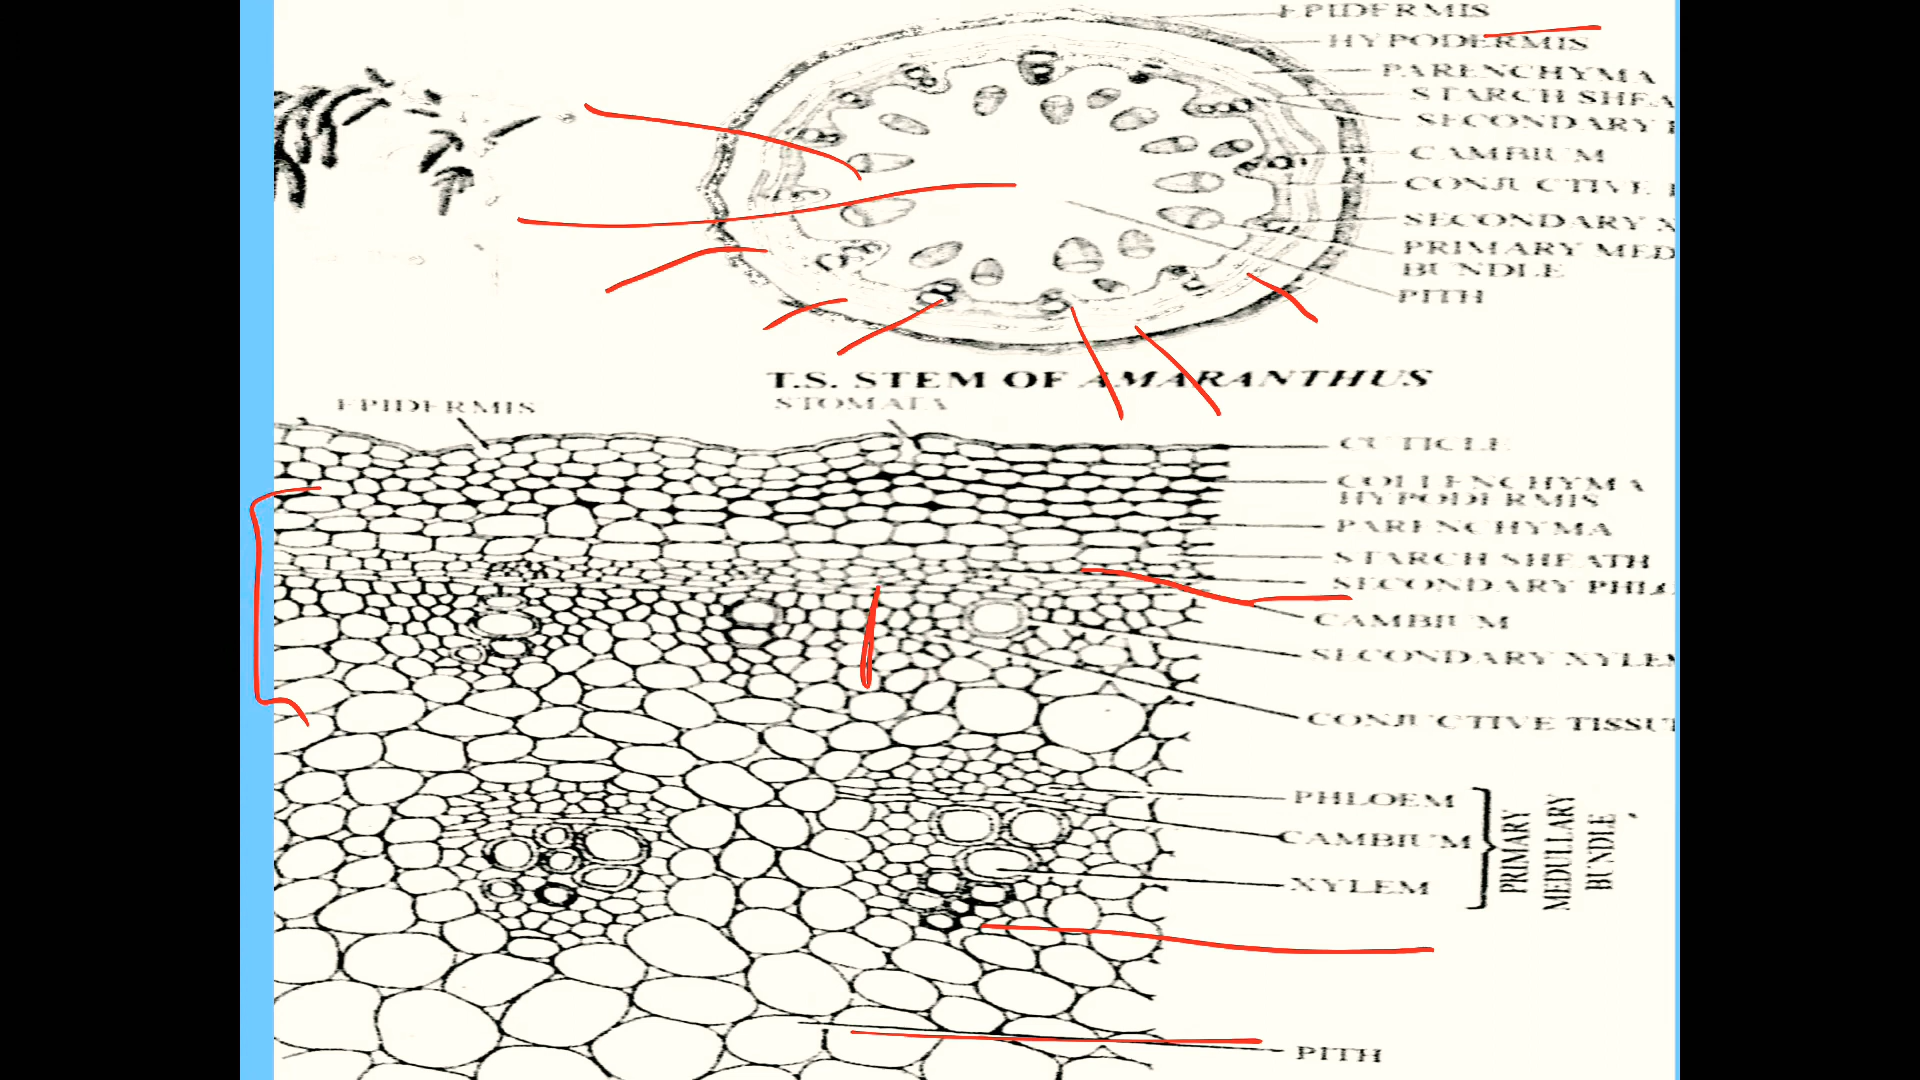 EPIDERMIS
HYPODERMIS
PARENCHYMA
STARCH SHEA
SECONDARY
CAMBIUM
CONJUCTIVE
SECONDARY X
PRIMARY MED
BUNDLE
PITH
T.S. STEM OF AMARANTHUS
EPIDERMIS
STOMATA
CUTICLE
COLLENCHYMA
HYPODERMIS
PARENCHYMA
STARCH SHEATH
SECONDARY PHLO
CAMBIUM
SECONDARY XYLEM
CONJUCTIVE TISSU
PHLOEM
CAMBIUM
XYLEM
PRIMARY
MEDULLARY
BUNDLE
PITH